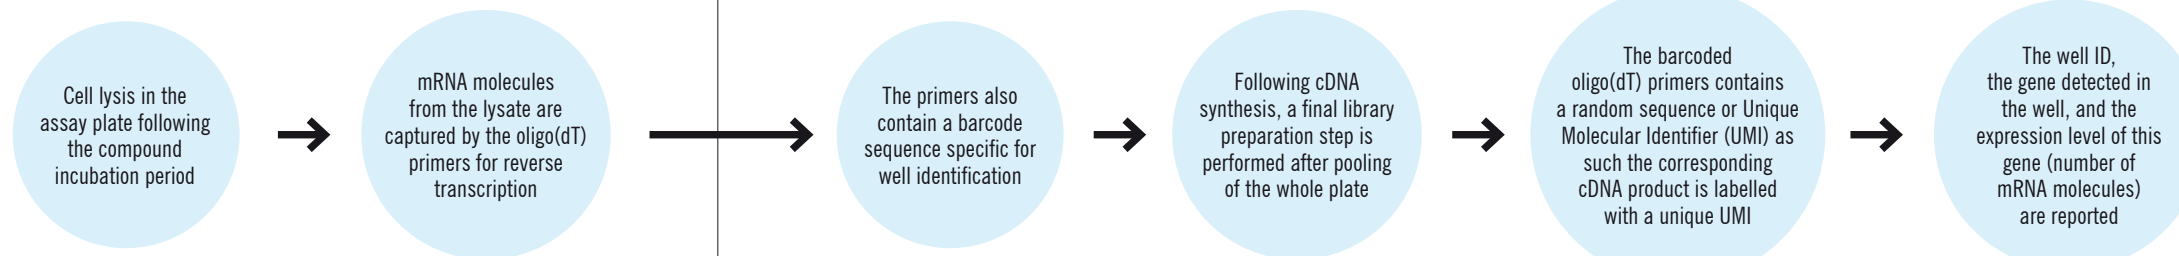 Cell lysis in the
assay plate following
the compound
incubation period
mRNA molecules
from the lysate are
captured by the oligo(dT)
primers for reverse
transcription
The primers also
contain a barcode
sequence specific for
well identification
Following cDNA
synthesis, a final library
preparation step is
performed after pooling
of the whole plate
The barcoded
oligo(dT) primers contains
a random sequence or Unique
Molecular Identifier (UMI) as
such the corresponding
cDNA product is labelled
with a unique UMI
The well ID,
the gene detected in
the well, and the
expression level of this
gene (number of
mRNA molecules)
are reported